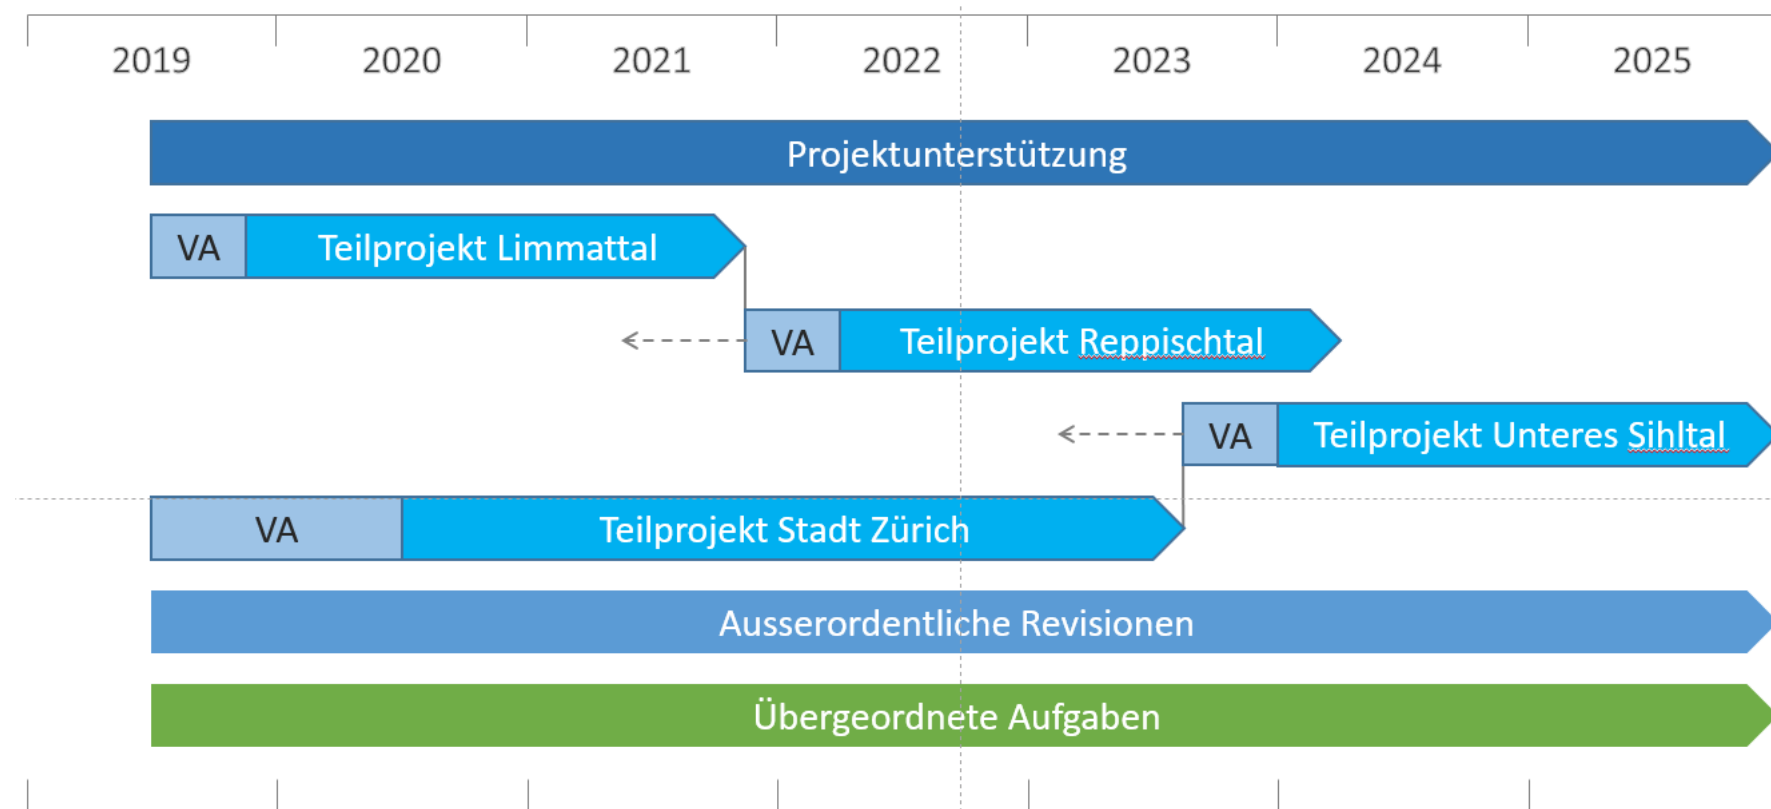 2019 2020 2021 2022 2023 2024 2025
Projektunterstützung
VA Teilprojekt Limmattal
VA Teilprojekt Reppischtal
VA Teilprojekt Unteres Sihltal
VA Teilprojekt Stadt Zürich
Ausserordentliche Revisionen
Übergeordnete Aufgaben